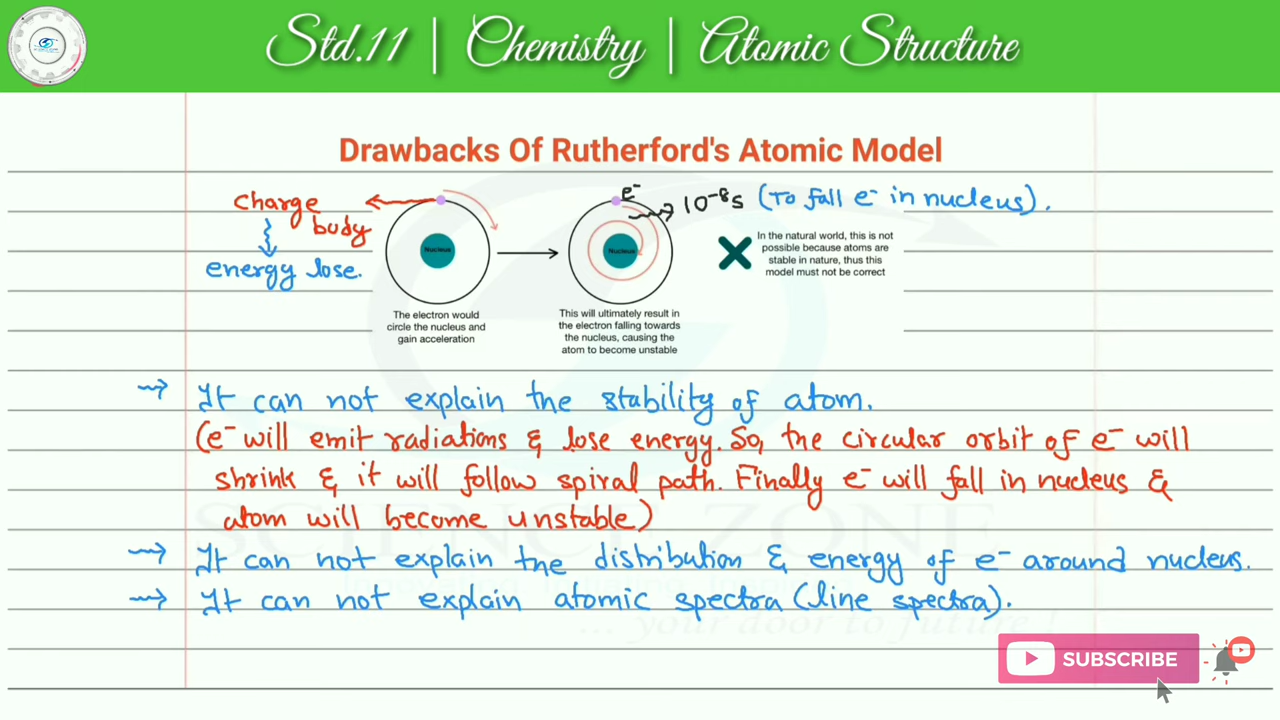 Std.11 | Chemistry | Atomic Structure
Drawbacks Of Rutherford's Atomic Model
charge
body
energy lose.
Nucleus
The electron would
circle the nucleus and
gain acceleration
e⁻
10⁻⁸s (To fall e⁻ in nucleus).
Nucleus
This will ultimately result in
the electron falling towards
the nucleus, causing the
atom to become unstable
In the natural world, this is not
possible because atoms are
stable in nature, thus this
model must not be correct
→ It can not explain the stability of atom.
(e⁻ will emit radiations & lose energy. So, the circular orbit of e⁻ will
shrink & it will follow spiral path. Finally e⁻ will fall in nucleus &
atom will become unstable)
→ It can not explain the distribution & energy of e⁻ around nucleus.
→ It can not explain atomic spectra (line spectra).
SCIENCE ZONE
... your door to future
SUBSCRIBE